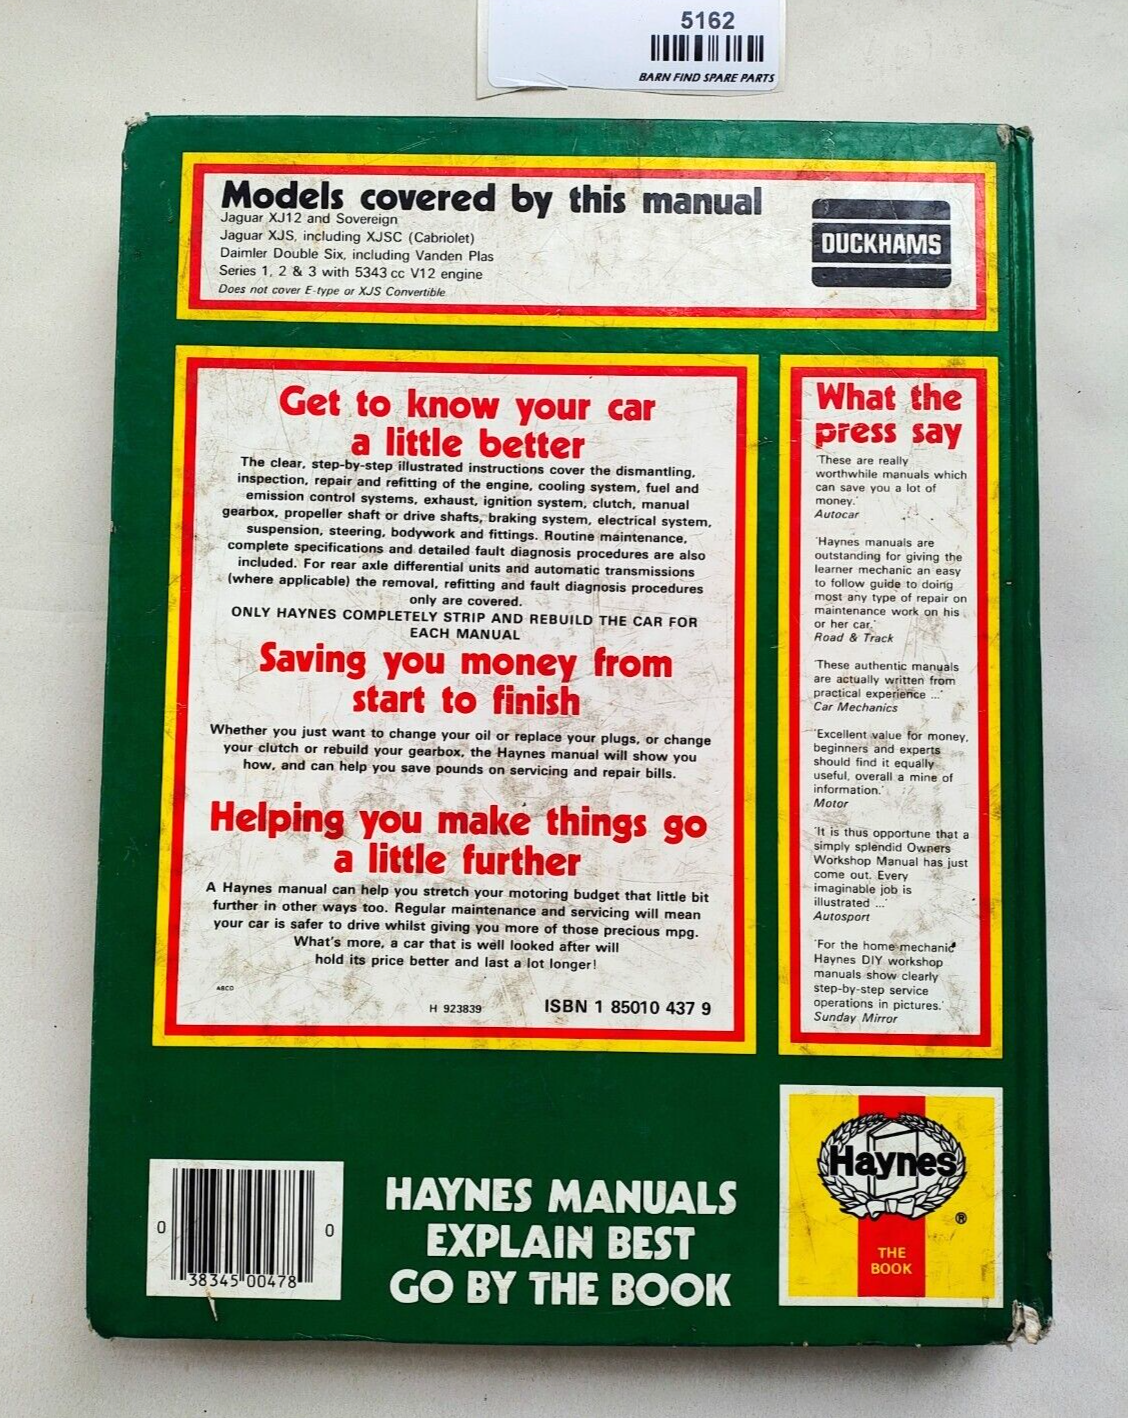 5162
BARN FIND SPARE PARTS
Models covered by this manual
Jaguar XJ12 and Sovereign
Jaguar XJS, including XJSC (Cabriolet)
Daimler Double Six, including Vanden Plas
Series 1, 2 & 3 with 5343 cc V12 engine
Does not cover E-type or XJS Convertible
DUCKHAMS
Get to know your car
a little better
The clear, step-by-step illustrated instructions cover the dismantling,
inspection, repair and refitting of the engine, cooling system, fuel and
emission control systems, exhaust, ignition system, clutch, manual
gearbox, propeller shaft or drive shafts, braking system, electrical system,
suspension, steering, bodywork and fittings. Routine maintenance,
complete specifications and detailed fault diagnosis procedures are also
included. For rear axle differential units and automatic transmissions
(where applicable) the removal, refitting and fault diagnosis procedures
only are covered.
ONLY HAYNES COMPLETELY STRIP AND REBUILD THE CAR FOR
EACH MANUAL
Saving you money from
start to finish
Whether you just want to change your oil or replace your plugs, or change
your clutch or rebuild your gearbox, the Haynes manual will show you
how, and can help you save pounds on servicing and repair bills.
Helping you make things go
a little further
A Haynes manual can help you stretch your motoring budget that little bit
further in other ways too. Regular maintenance and servicing will mean
your car is safer to drive whilst giving you more of those precious mpg.
What's more, a car that is well looked after will
hold its price better and last a lot longer!
ABCD
H 923839
ISBN 1 85010 437 9
What the
press say
'These are really
worthwhile manuals which
can save you a lot of
money.'
Autocar
'Haynes manuals are
outstanding for giving the
learner mechanic an easy
to follow guide to doing
most any type of repair on
maintenance work on his
or her car.'
Road & Track
'These authentic manuals
are actually written from
practical experience ...'
Car Mechanics
'Excellent value for money,
beginners and experts
should find it equally
useful, overall a mine of
information.'
Motor
'It is thus opportune that a
simply splendid Owners
Workshop Manual has just
come out. Every
imaginable job is
illustrated ...'
Autosport
'For the home mechanic
Haynes DIY workshop
manuals show clearly
step-by-step service
operations in pictures.'
Sunday Mirror
0 38345 00478 0
HAYNES MANUALS
EXPLAIN BEST
GO BY THE BOOK
Haynes
®
THE
BOOK